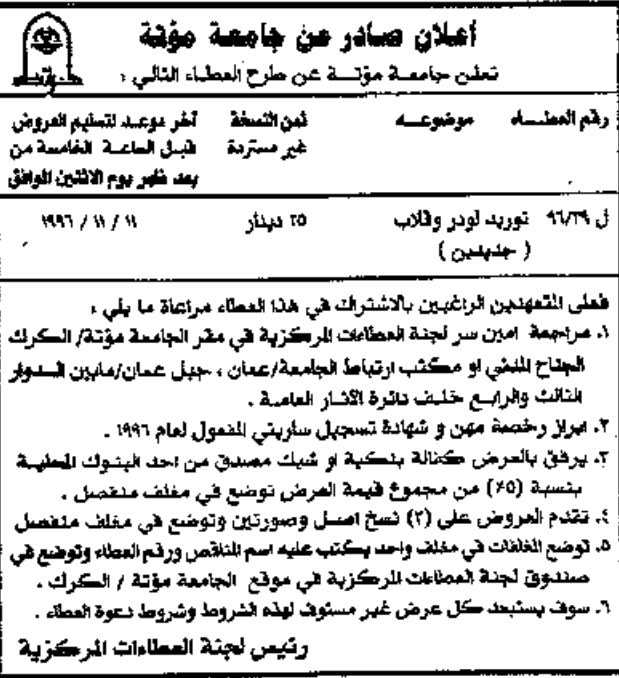 أعلان صادر عن جامعة مؤتة
تعلن جامعة مؤتة عن طرح العطاء التالي :
رقم العطاء موضوعه ثمن النسخة غير مستردة آخر موعد لتسليم العروض قبل الساعة الخامسة من بعد ظهر يوم الاثنين الموافق
ل ٩٦/٣٩ توريد لودر وقلاب ( جديدين ) ٢٥ دينار ١١ / ١١ / ١٩٩٦
فعلى المتعهدين الراغبين بالاشتراك في هذا العطاء مراعاة ما يلي :
١. مراجعة امين سر لجنة العطاءات المركزية في مقر الجامعة مؤتة/ الكرك
الجناح المدني او مكتب ارتباط الجامعة/عمان ، جبل عمان/مابين الدوار
الثالث والرابع خلف دائرة الآثار العامة .
٢. ابراز رخصة مهن و شهادة تسجيل ساريتي المفعول لعام ١٩٩٦ .
٣. يرفق بالعرض كفالة بنكية او شيك مصدق من احد البنوك المحلية
بنسبة (٥٪) من مجموع قيمة العرض توضع في مغلف منفصل .
٤. تقدم العروض على (٣) نسخ اصل وصورتين وتوضع في مغلف منفصل
٥. توضع المغلفات في مغلف واحد يكتب عليه اسم المناقص ورقم العطاء وتوضع في
صندوق لجنة العطاءات المركزية في موقع الجامعة مؤتة / الكرك .
٦. سوف يستبعد كل عرض غير مستوف لهذه الشروط وشروط دعوة العطاء .
رئيس لجنة العطاءات المركزية